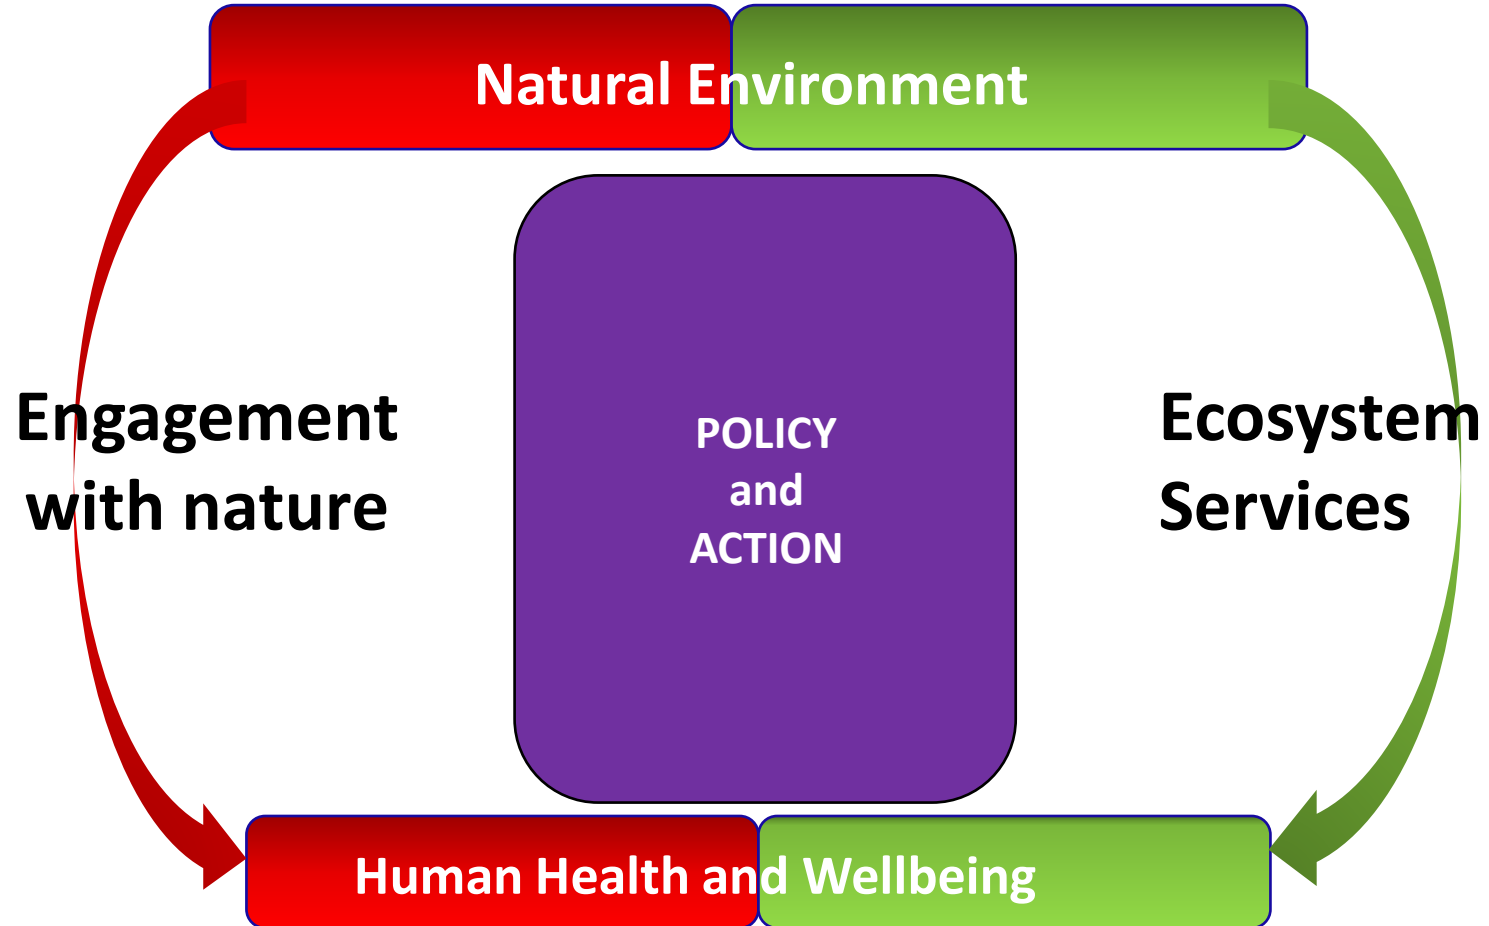 Natural Environment
Engagement
with nature
POLICY
and
ACTION
Ecosystem
Services
Human Health and Wellbeing